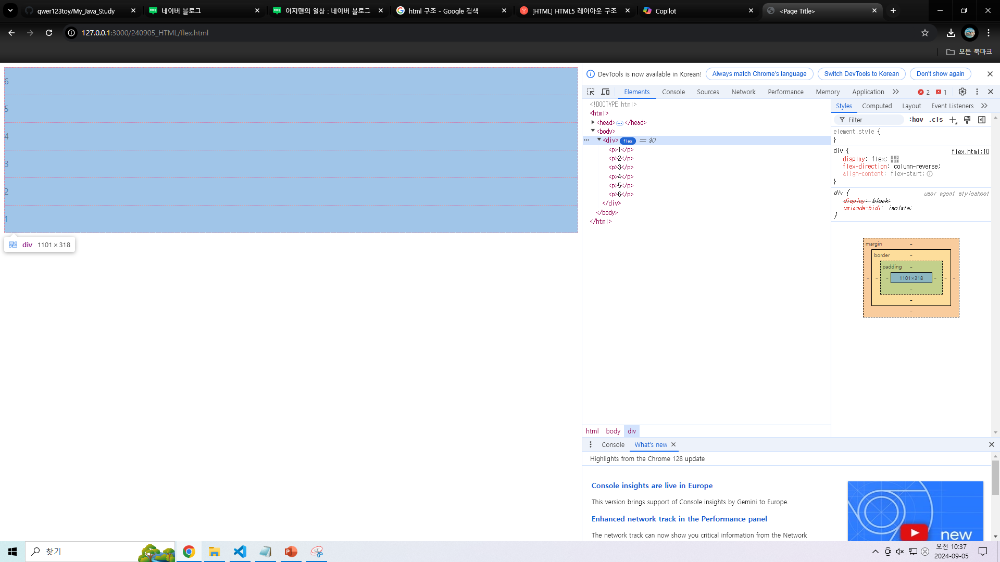 qwer123toy/My_Java_Study
네이버 블로그
이지맨의 일상 : 네이버 블로그
html 구조 - Google 검색
[HTML] HTML5 레이아웃 구조
Copilot
<Page Title>
127.0.0.1:3000/240905_HTML/flex.html
모든 북마크
6
5
4
3
2
1
div 1101 × 318
DevTools is now available in Korean!
Always match Chrome's language
Switch DevTools to Korean
Don't show again
Elements
Console
Sources
Network
Performance
Memory
Application
2
1
<!DOCTYPE html>
<html>
<head> ⋯ </head>
<body>
<div> flex == $0
<p>1</p>
<p>2</p>
<p>3</p>
<p>4</p>
<p>5</p>
<p>6</p>
</div>
</body>
</html>
html body div
Styles
Computed
Layout
Event Listeners
Filter
:hov .cls
element.style {
}
div { flex.html:10
display: flex;
flex-direction: column-reverse;
align-content: flex-start;
}
div { user agent stylesheet
display: block;
unicode-bidi: isolate;
}
margin -
border -
padding -
- - - 1101×318 - - -
-
-
-
Console
What's new
Highlights from the Chrome 128 update
Console insights are live in Europe
This version brings support of Console insights by Gemini to Europe.
Enhanced network track in the Performance panel
The network track can now show you critical information from the Network
new
찾기
오전 10:37
2024-09-05